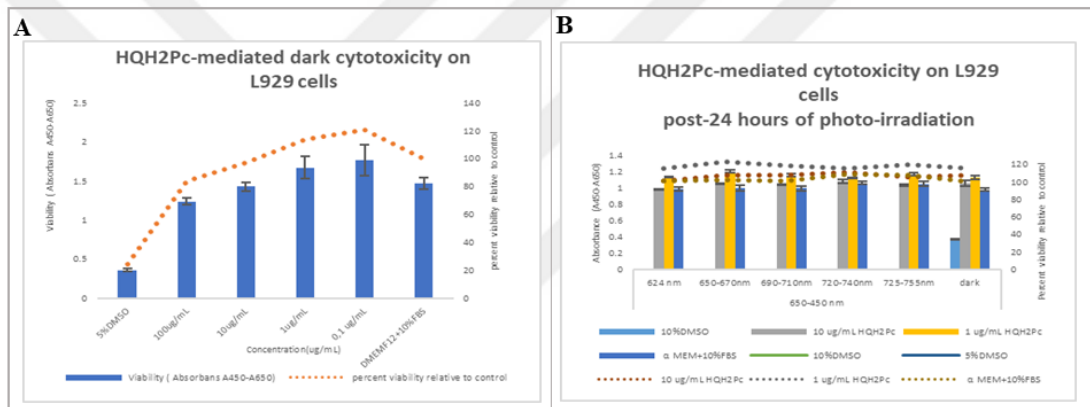 A
HQH2Pc-mediated dark cytotoxicity on
L929 cells
2.5
2
1.5
1
0.5
0
Viability ( Absorbans A450-A650)
140
120
100
80
60
40
20
0
percent viability relative to control
5%DMSO
100ug/mL
10ug/mL
1ug/mL
0,1 ug/mL
DMEMF12+10%FBS
Concentration(ug/mL)
Viability ( Absorbans A450-A650)
percent viability relative to control
B
HQH2Pc-mediated cytotoxicity on L929
cells
post-24 hours of photo-irradiation
1.4
1.2
1
0.8
0.6
0.4
0.2
0
Absorbance (A450-A650)
120
100
80
60
40
20
0
Percent viability relative to control
624 nm
650-670nm
690-710nm
720-740nm
725-755nm
dark
650-450 nm
10%DMSO
10 ug/mL HQH2Pc
1 ug/mL HQH2Pc
α MEM+10%FBS
10%DMSO
5%DMSO
10 ug/mL HQH2Pc
1 ug/mL HQH2Pc
α MEM+10%FBS